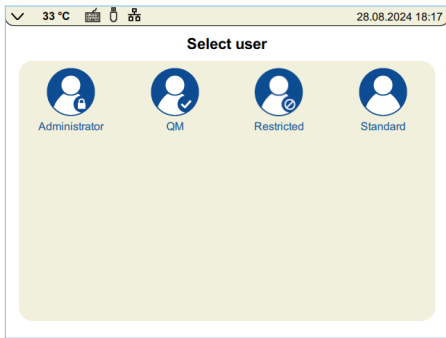 33 °C 28.08.2024 18:17
Select user
Administrator QM Restricted Standard